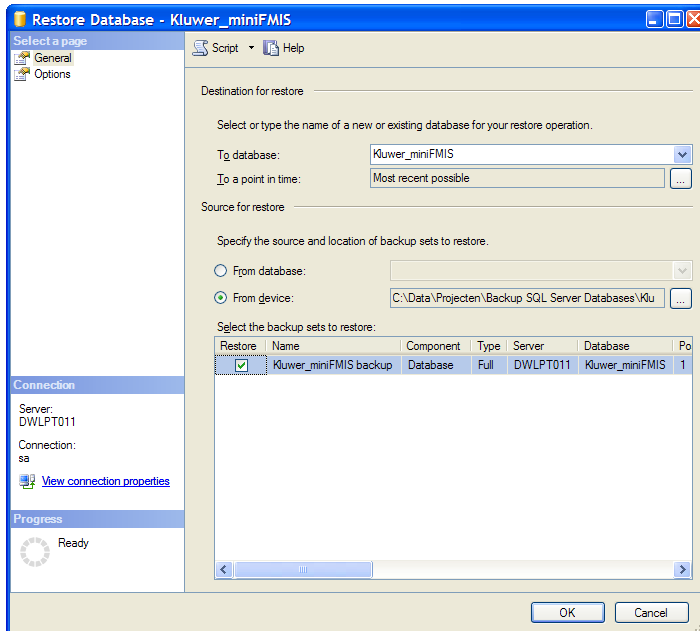 Restore Database - Kluwer_miniFMIS
Select a page
General
Options
Script
Help
Destination for restore
Select or type the name of a new or existing database for your restore operation.
To database:
Kluwer_miniFMIS
To a point in time:
Most recent possible
...
Source for restore
Specify the source and location of backup sets to restore.
From database:
From device:
C:\Data\Projecten\Backup SQL Server Databases\Klu
...
Select the backup sets to restore:
Restore Name Component Type Server Database Po
Kluwer_miniFMIS backup Database Full DWLPT011 Kluwer_miniFMIS 1
Connection
Server:
DWLPT011
Connection:
sa
View connection properties
Progress
Ready
OK
Cancel